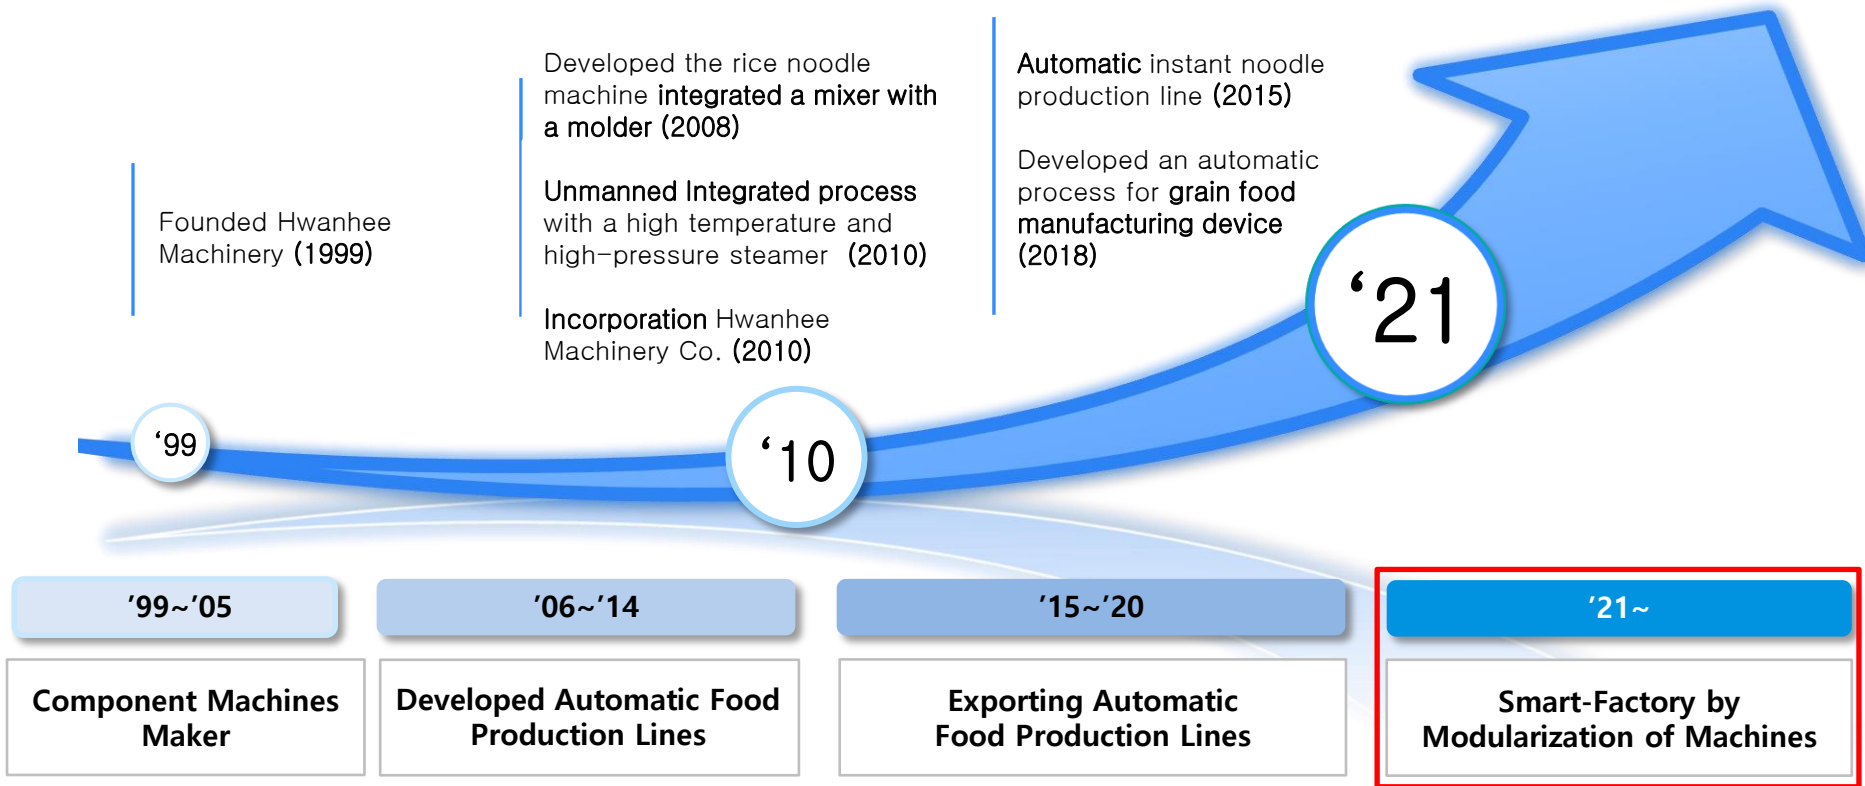 Founded Hwanhee
Machinery (1999)
Developed the rice noodle
machine integrated a mixer with
a molder (2008)
Unmanned Integrated process
with a high temperature and
high-pressure steamer (2010)
Incorporation Hwanhee
Machinery Co. (2010)
Automatic instant noodle
production line (2015)
Developed an automatic
process for grain food
manufacturing device
(2018)
‘99
‘10
‘21
’99~’05
’06~’14
’15~’20
’21~
Component Machines
Maker
Developed Automatic Food
Production Lines
Exporting Automatic
Food Production Lines
Smart-Factory by
Modularization of Machines